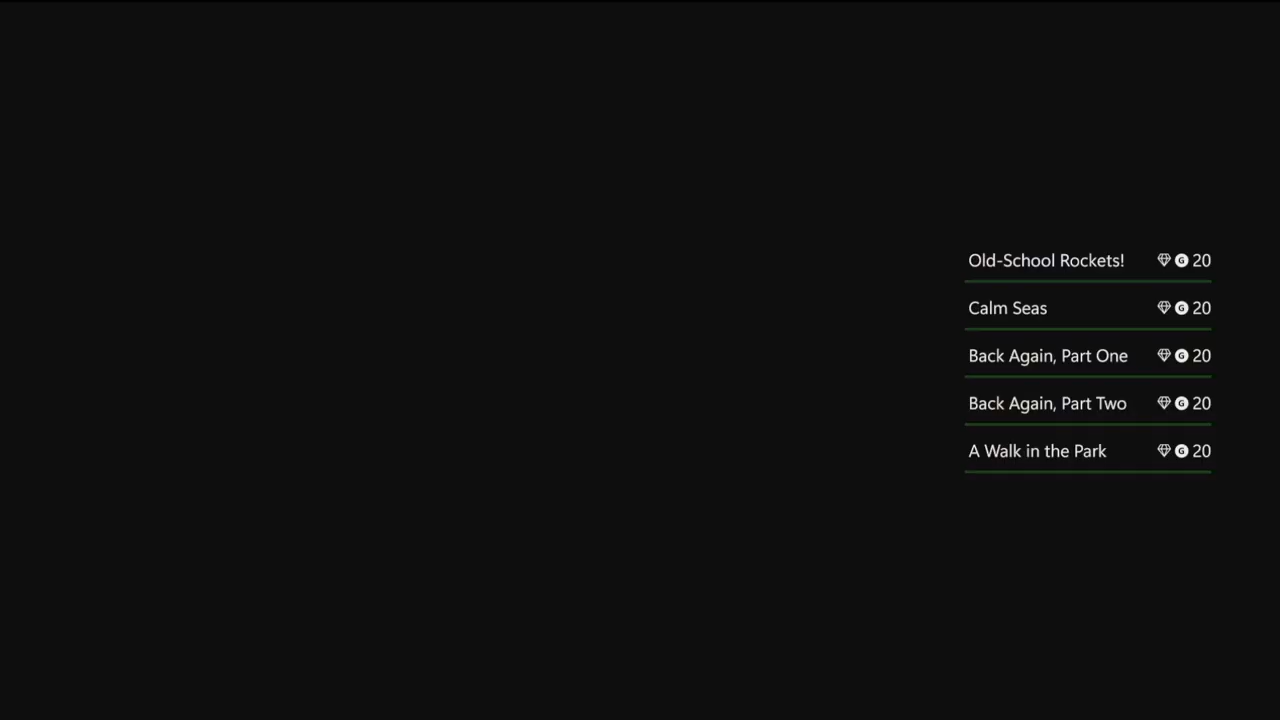 Old-School Rockets! G 20
Calm Seas G 20
Back Again, Part One G 20
Back Again, Part Two G 20
A Walk in the Park G 20